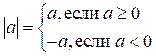 |a| = { a, если a ≥ 0
−a, если a < 0